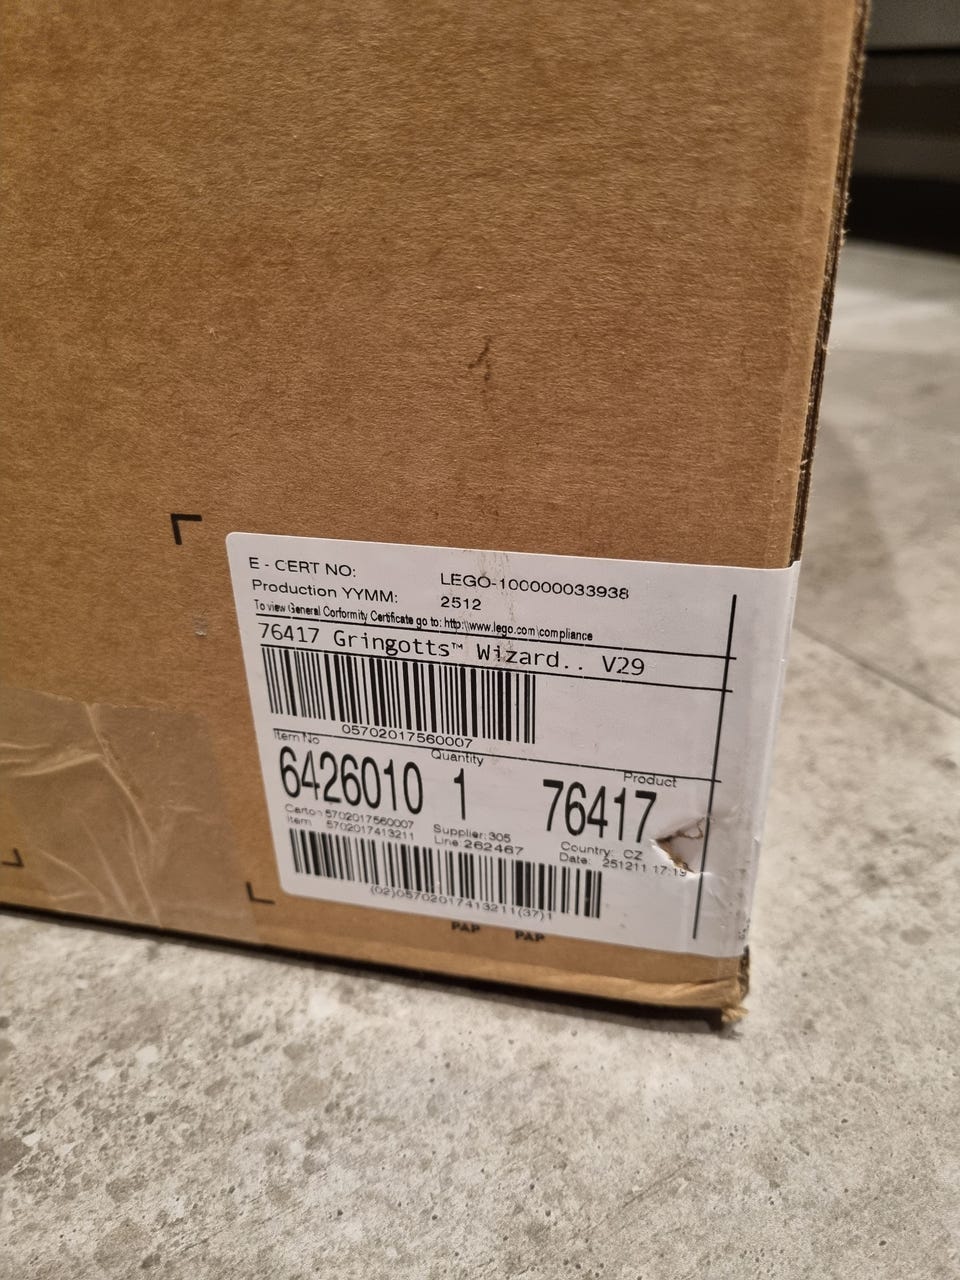 E - CERT NO: LEGO-100000033938
Production YYMM: 2512
To view General Conformity Certificate go to: http:\\www.lego.com\compliance
76417 Gringotts™ Wizard.. V29
05702017560007
Item No Quantity Product
6426010 1 76417
Carton 5702017560007 Supplier: 305 Country: CZ
Item 5702017413211 Line 262467 Date: 251211 17:19
(02)05702017413211(37)1
PAP PAP